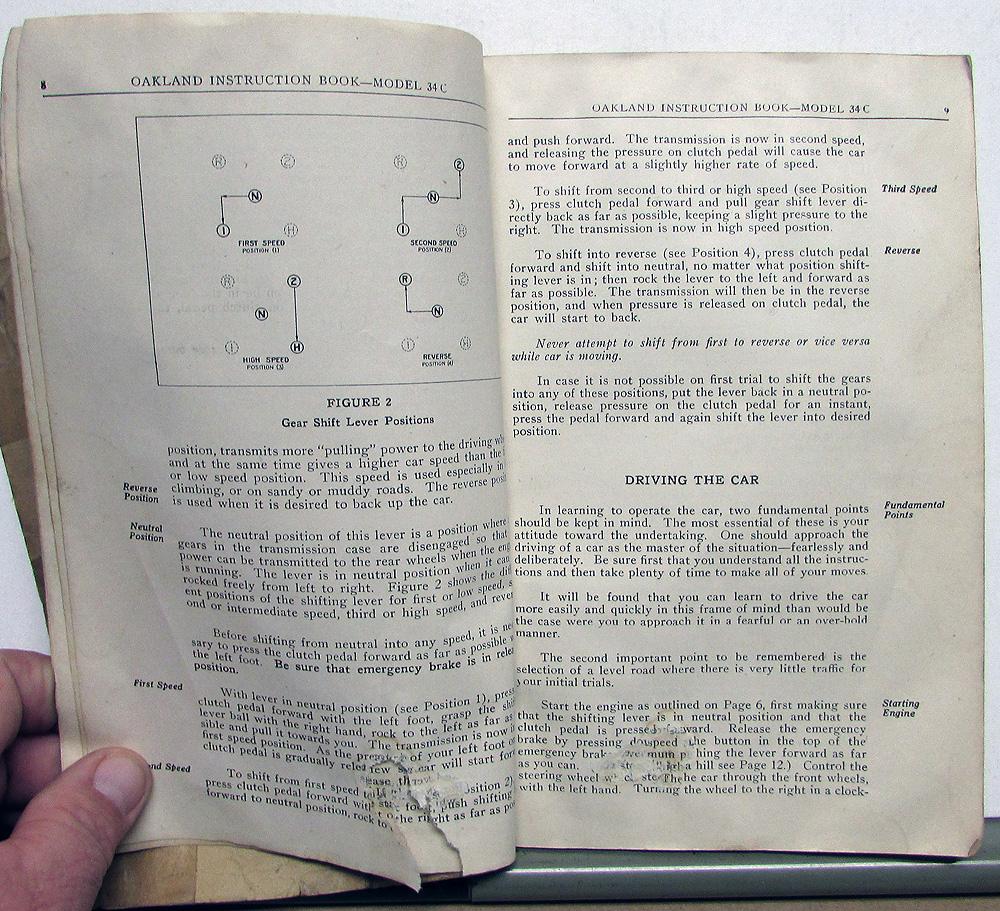 8
OAKLAND INSTRUCTION BOOK—MODEL 34 C
R 2 R 2
N N
1 H 1 H
FIRST SPEED
POSITION (1)
SECOND SPEED
POSITION (2)
R 2 R 2
N N
1 H 1 H
HIGH SPEED
POSITION (3)
REVERSE
POSITION (4)
FIGURE 2
Gear Shift Lever Positions
position, transmits more "pulling" power to the driving
and at the same time gives a higher car speed than the
or low speed position. This speed is used especially in
climbing, or on sandy or muddy roads. The reverse
is used when it is desired to back up the car.
Reverse
Position
Neutral
Position
The neutral position of this lever is a position where
gears in the transmission case are disengaged so that
power can be transmitted to the rear wheels when the
is running. The lever is in neutral position when it can
rocked freely from left to right. Figure 2 shows the
ent positions of the shifting lever for first or low speed,
ond or intermediate speed, third or high speed, and
Before shifting from neutral into any speed, it is
sary to press the clutch pedal forward as far as possible
the left foot. Be sure that emergency brake is in
position.
First Speed
With lever in neutral position (see Position 1), press
clutch pedal forward with the left foot, grasp the
lever ball with the right hand, rock to the left as far as
sible and pull it towards you. The transmission is now
first speed position. As the of your left foot
clutch pedal is gradually car will start
nd Speed
To shift from first speed osition 2)
press clutch pedal forward foot, push shifting
forward to neutral position, rock to the right as far as
OAKLAND INSTRUCTION BOOK—MODEL 34 C
9
and push forward. The transmission is now in second speed,
and releasing the pressure on clutch pedal will cause the car
to move forward at a slightly higher rate of speed.
To shift from second to third or high speed (see Position
3), press clutch pedal forward and pull gear shift lever di-
rectly back as far as possible, keeping a slight pressure to the
right. The transmission is now in high speed position.
Third Speed
To shift into reverse (see Position 4), press clutch pedal
forward and shift into neutral, no matter what position shift-
ing lever is in; then rock the lever to the left and forward as
far as possible. The transmission will then be in the reverse
position, and when pressure is released on clutch pedal, the
car will start to back.
Reverse
Never attempt to shift from first to reverse or vice versa
while car is moving.
In case it is not possible on first trial to shift the gears
into any of these positions, put the lever back in a neutral po-
sition, release pressure on the clutch pedal for an instant,
press the pedal forward and again shift the lever into desired
position.
DRIVING THE CAR
In learning to operate the car, two fundamental points
should be kept in mind. The most essential of these is your
attitude toward the undertaking. One should approach the
driving of a car as the master of the situation—fearlessly and
deliberately. Be sure first that you understand all the instruc-
tions and then take plenty of time to make all of your moves.
Fundamental
Points
It will be found that you can learn to drive the car
more easily and quickly in this frame of mind than would be
the case were you to approach it in a fearful or an over-bold
manner.
The second important point to be remembered is the
selection of a level road where there is very little traffic for
your initial trials.
Start the engine as outlined on Page 6, first making sure
that the shifting lever is in neutral position and that the
clutch pedal is pressed forward. Release the emergency
brake by pressing down the button in the top of the
emergency brak bring the lever forward as far
as you can. a hill see Page 12.) Control the
steering wheel the car through the front wheels,
with the left hand. Turning the wheel to the right in a clock-
Starting
Engine